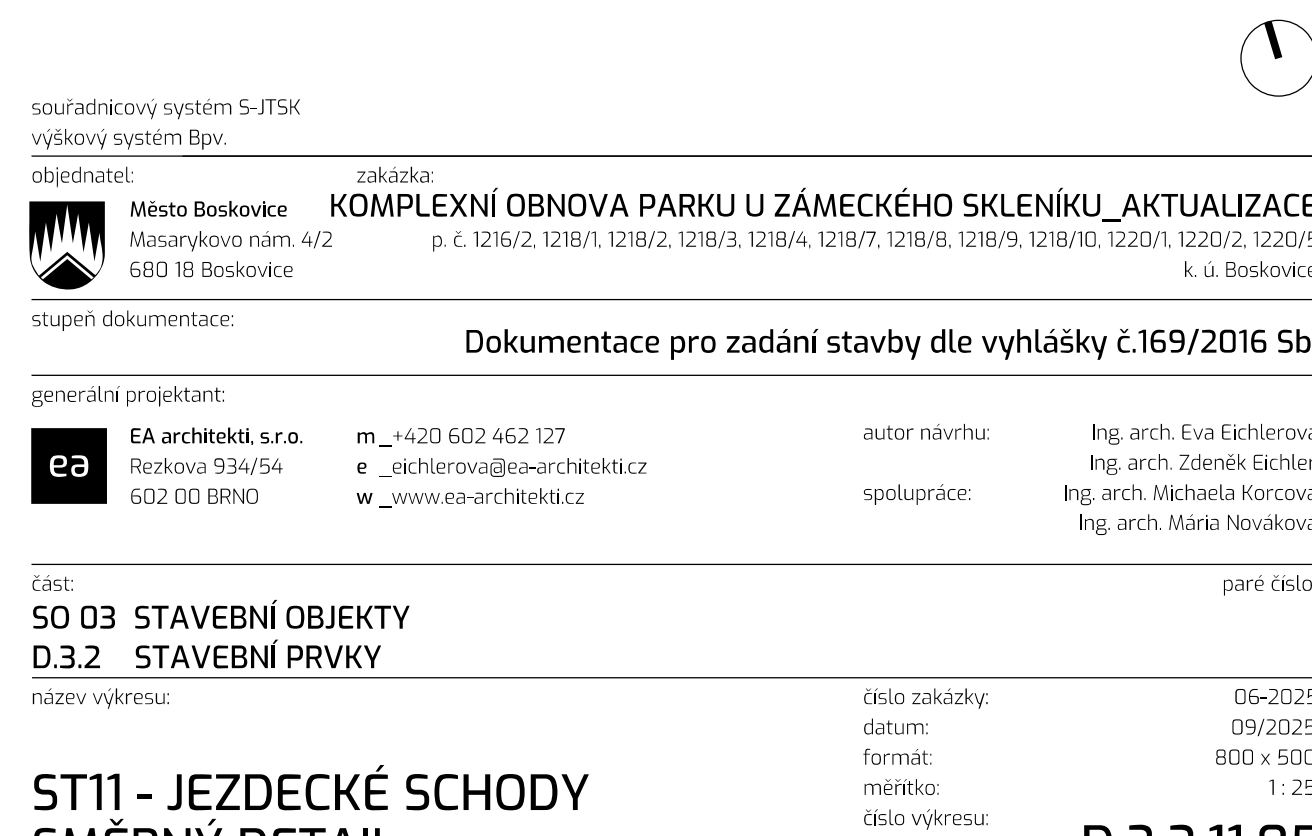 souřadnicový systém S-JTSK
výškový systém Bpv.
objednatel:
Město Boskovice
Masarykovo nám. 4/2
680 18 Boskovice
zakázka:
KOMPLEXNÍ OBNOVA PARKU U ZÁMECKÉHO SKLENÍKU_AKTUALIZACE
p. č. 1216/2, 1218/1, 1218/2, 1218/3, 1218/4, 1218/7, 1218/8, 1218/9, 1218/10, 1220/1, 1220/2, 1220/5
k. ú. Boskovice
stupeň dokumentace:
Dokumentace pro zadání stavby dle vyhlášky č.169/2016 Sb
generální projektant:
ea
EA architekti, s.r.o.
Rezkova 934/54
602 00 BRNO
m _+420 602 462 127
e _eichlerova@ea-architekti.cz
w _www.ea-architekti.cz
autor návrhu: Ing. arch. Eva Eichlerová
Ing. arch. Zdeněk Eichler
spolupráce: Ing. arch. Michaela Korcová
Ing. arch. Mária Nováková
část:
paré číslo
SO 03 STAVEBNÍ OBJEKTY
D.3.2 STAVEBNÍ PRVKY
název výkresu:
ST11 - JEZDECKÉ SCHODY
SMĚRNÝ DETAIL
číslo zakázky: 06-2025
datum: 09/2025
formát: 800 x 500
měřítko: 1 : 25
číslo výkresu: